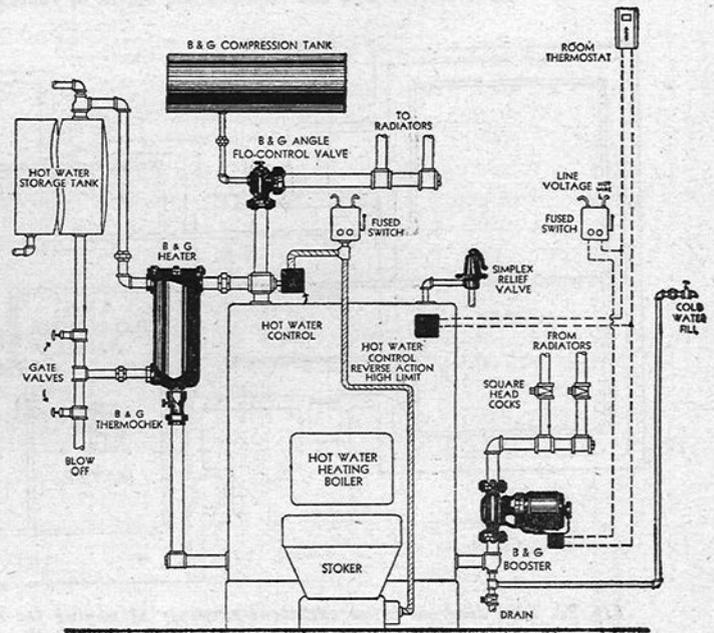 B & G COMPRESSION TANK
ROOM
THERMOSTAT
TO
RADIATORS
B & G ANGLE
FLO-CONTROL VALVE
HOT WATER
STORAGE TANK
LINE
VOLTAGE
FUSED
SWITCH
FUSED
SWITCH
B & G
HEATER
SIMPLEX
RELIEF
VALVE
COLD
WATER
FILL
HOT WATER
CONTROL
HOT WATER
CONTROL
REVERSE ACTION
HIGH LIMIT
FROM
RADIATORS
GATE
VALVES
SQUARE
HEAD
COCKS
B & G
THERMOCHEK
BLOW
OFF
HOT WATER
HEATING
BOILER
STOKER
B & G
BOOSTER
DRAIN